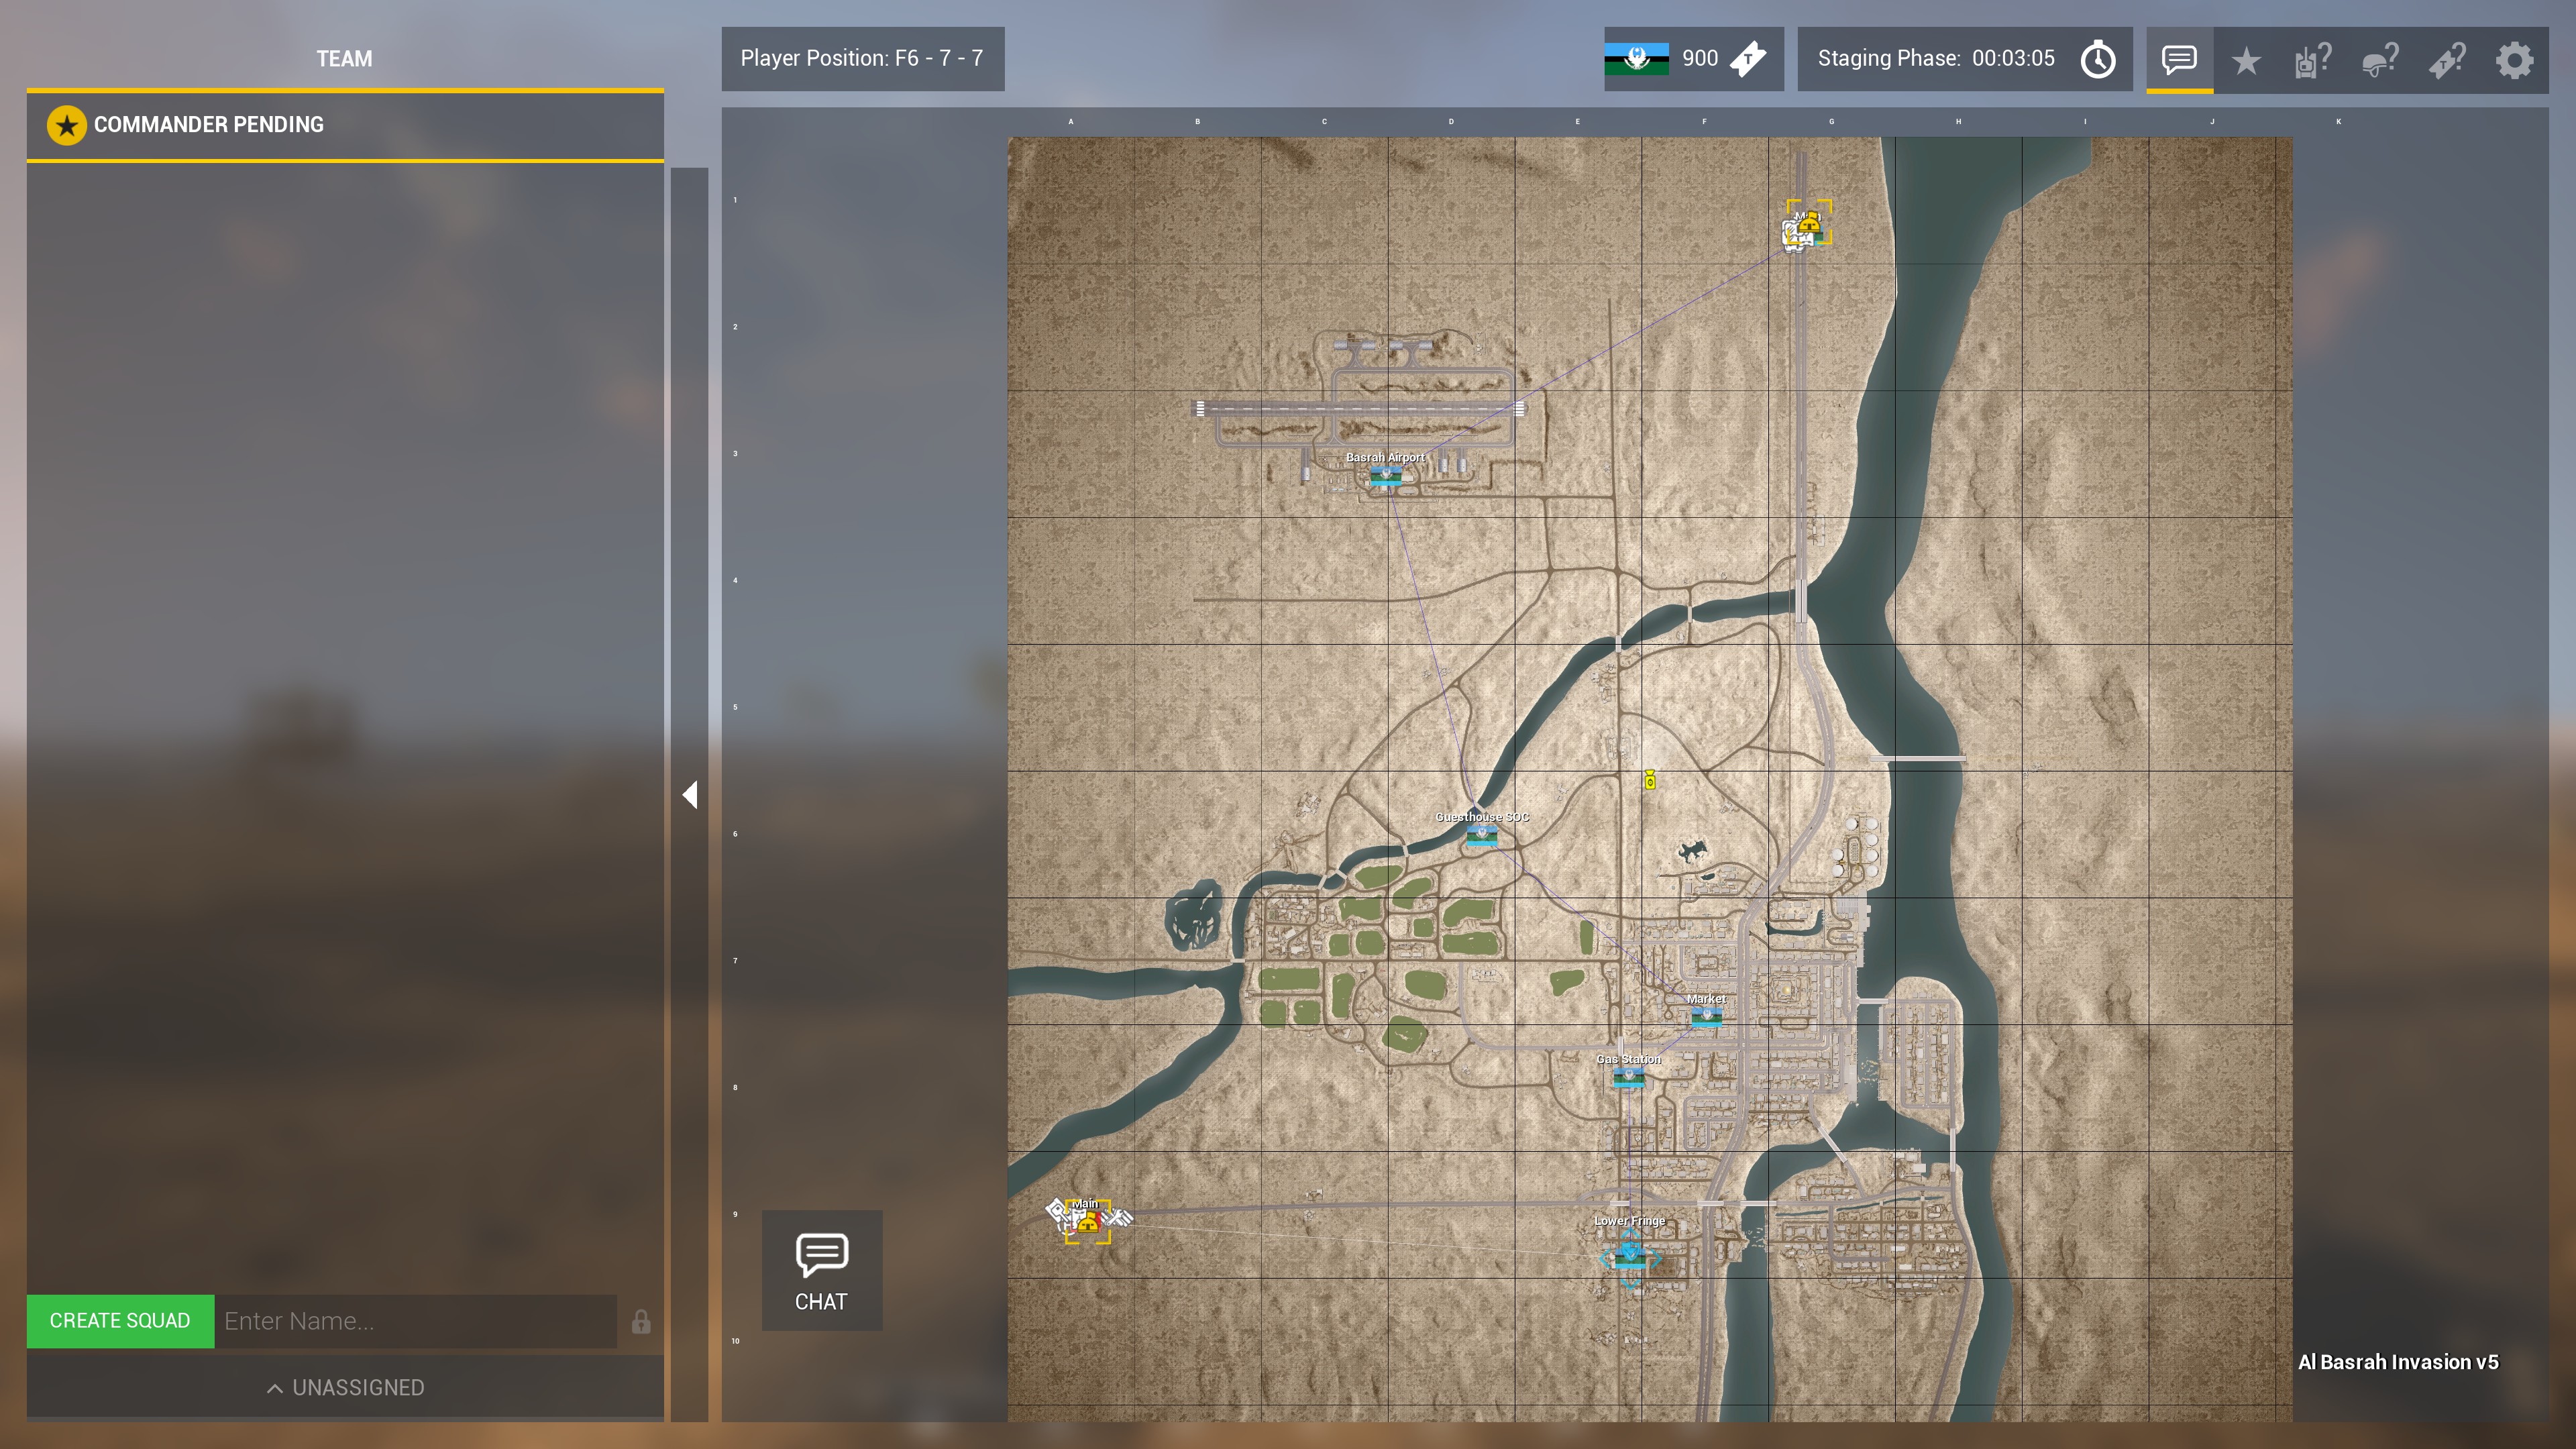 TEAM
Player Position: F6 - 7 - 7
900
T
Staging Phase: 00:03:05
?
?
T?
COMMANDER PENDING
A B C D E F G H I J K
1
Main
2
3
Basrah Airport
4
5
6
Guesthouse SOC
7
Market
8
Gas Station
9
Main
Lower Fringe
CHAT
10
CREATE SQUAD
Enter Name...
UNASSIGNED
Al Basrah Invasion v5